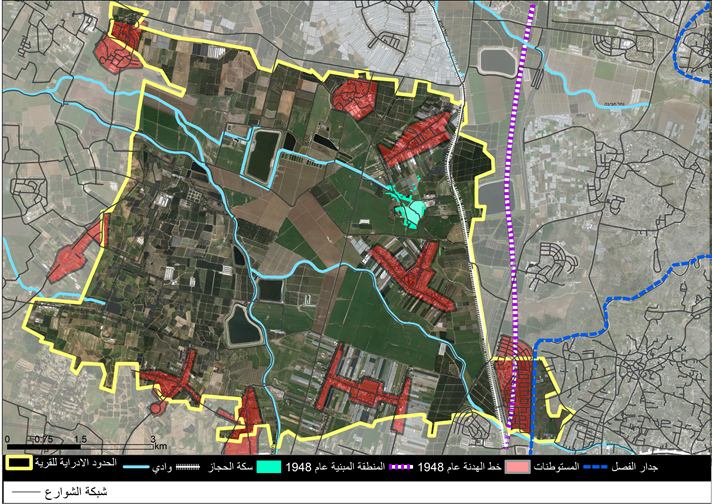 0 0.75 1.5 3
km
الحدود الادراية للقرية وادي سكة الحجاز المنطقة المبنية عام 1948 خط الهدنة عام 1948 المستوطنات جدار الفصل
شبكة الشوارع